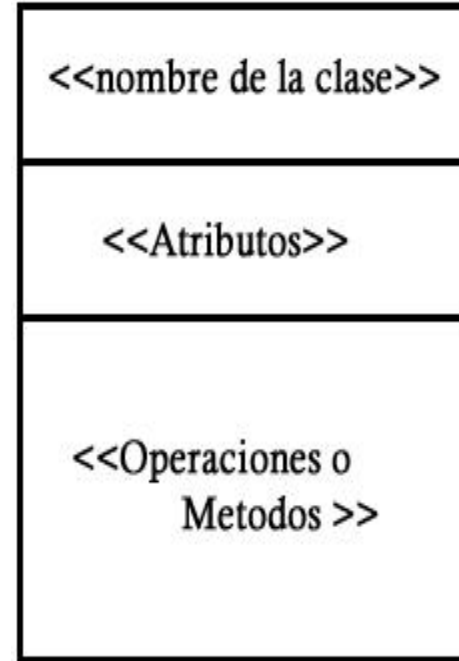 <<nombre de la clase>>
<<Atributos>>
<<Operaciones o
Metodos >>